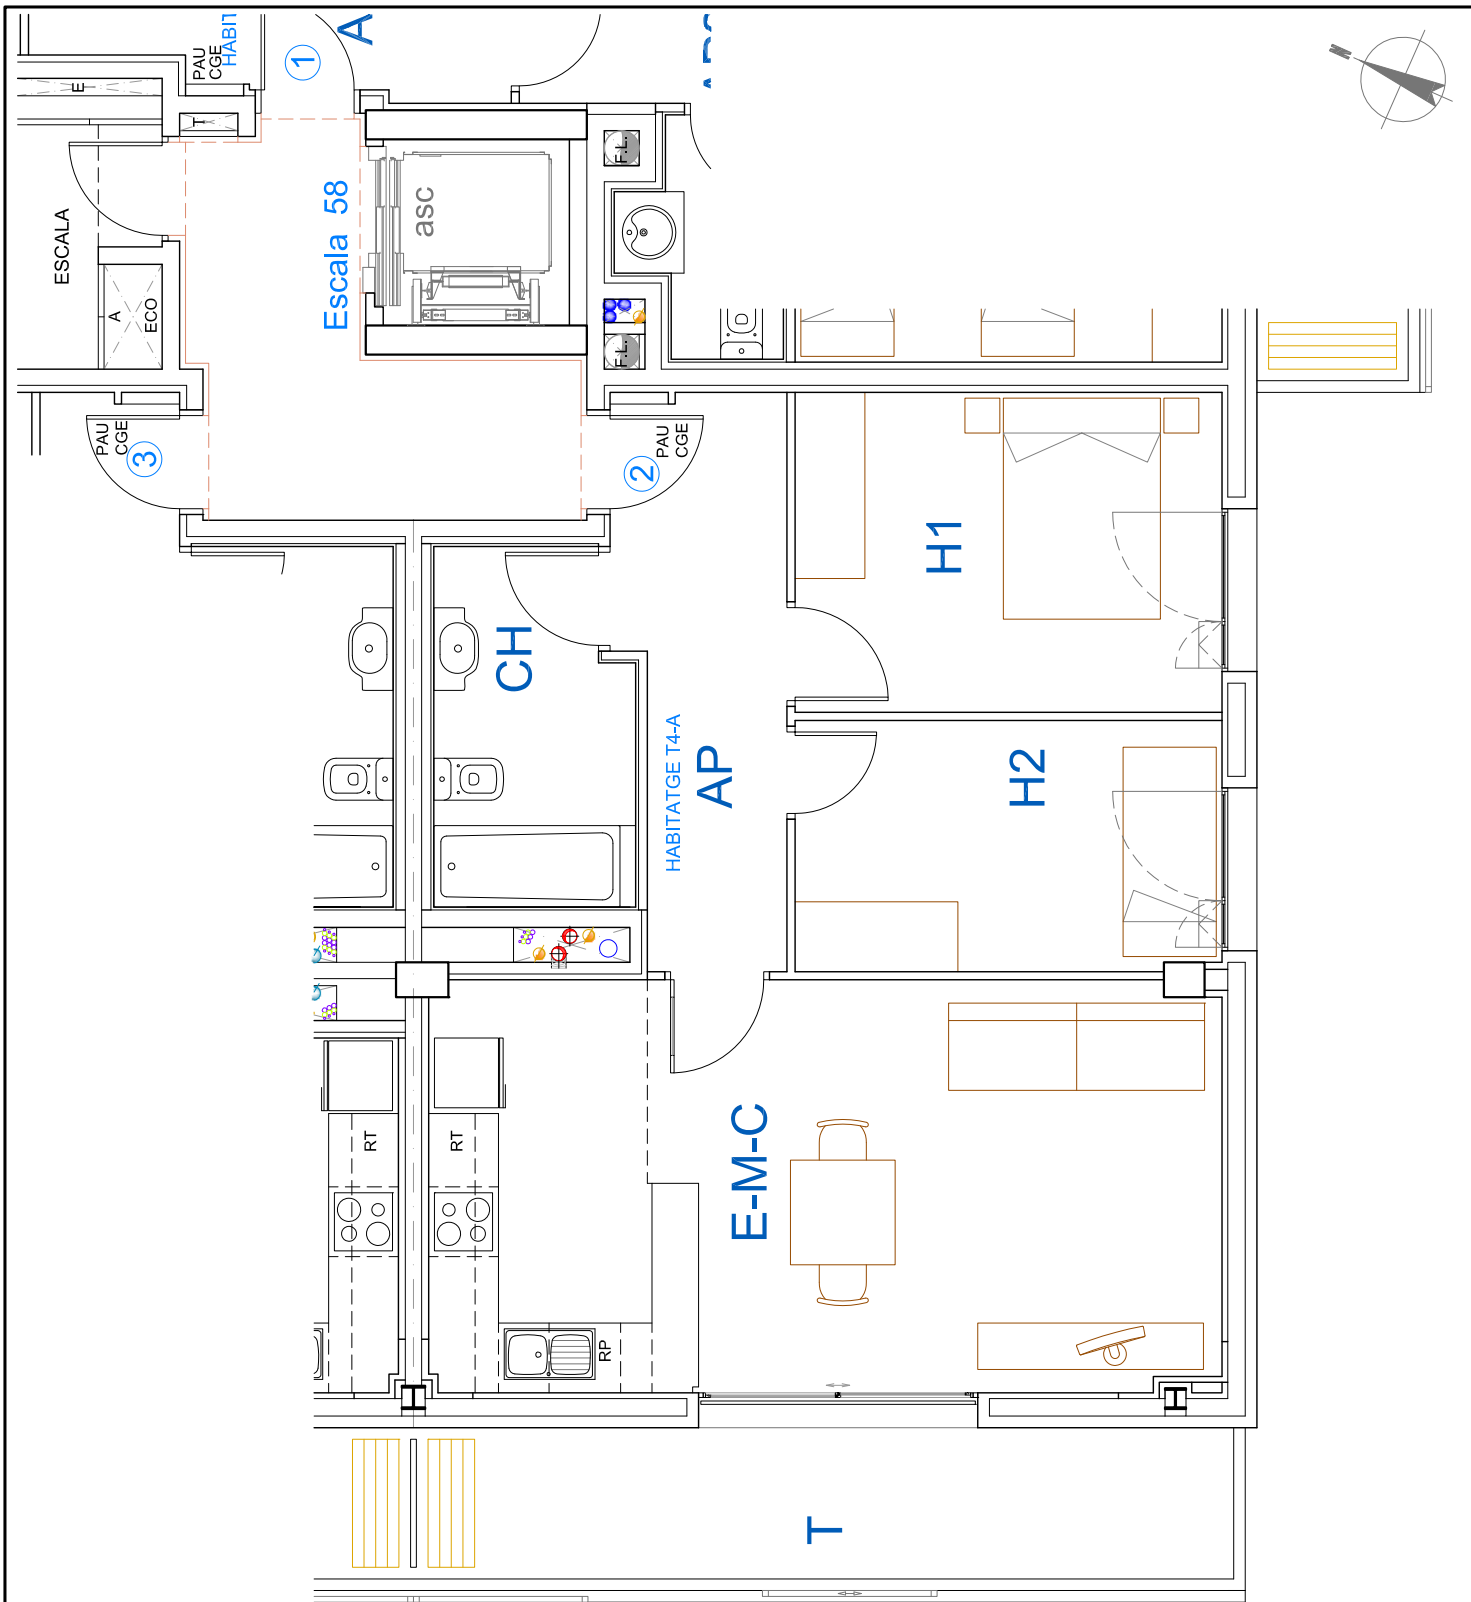 PAU
CGE
HABIT
1
A
N
E
T
F.L.
ESCALA
Escala 58
asc
A
ECO
F.L.
PAU
CGE
3
2
PAU
CGE
H1
CH
HABITATGE T4-A
AP
H2
RT
RT
E-M-C
RP
T